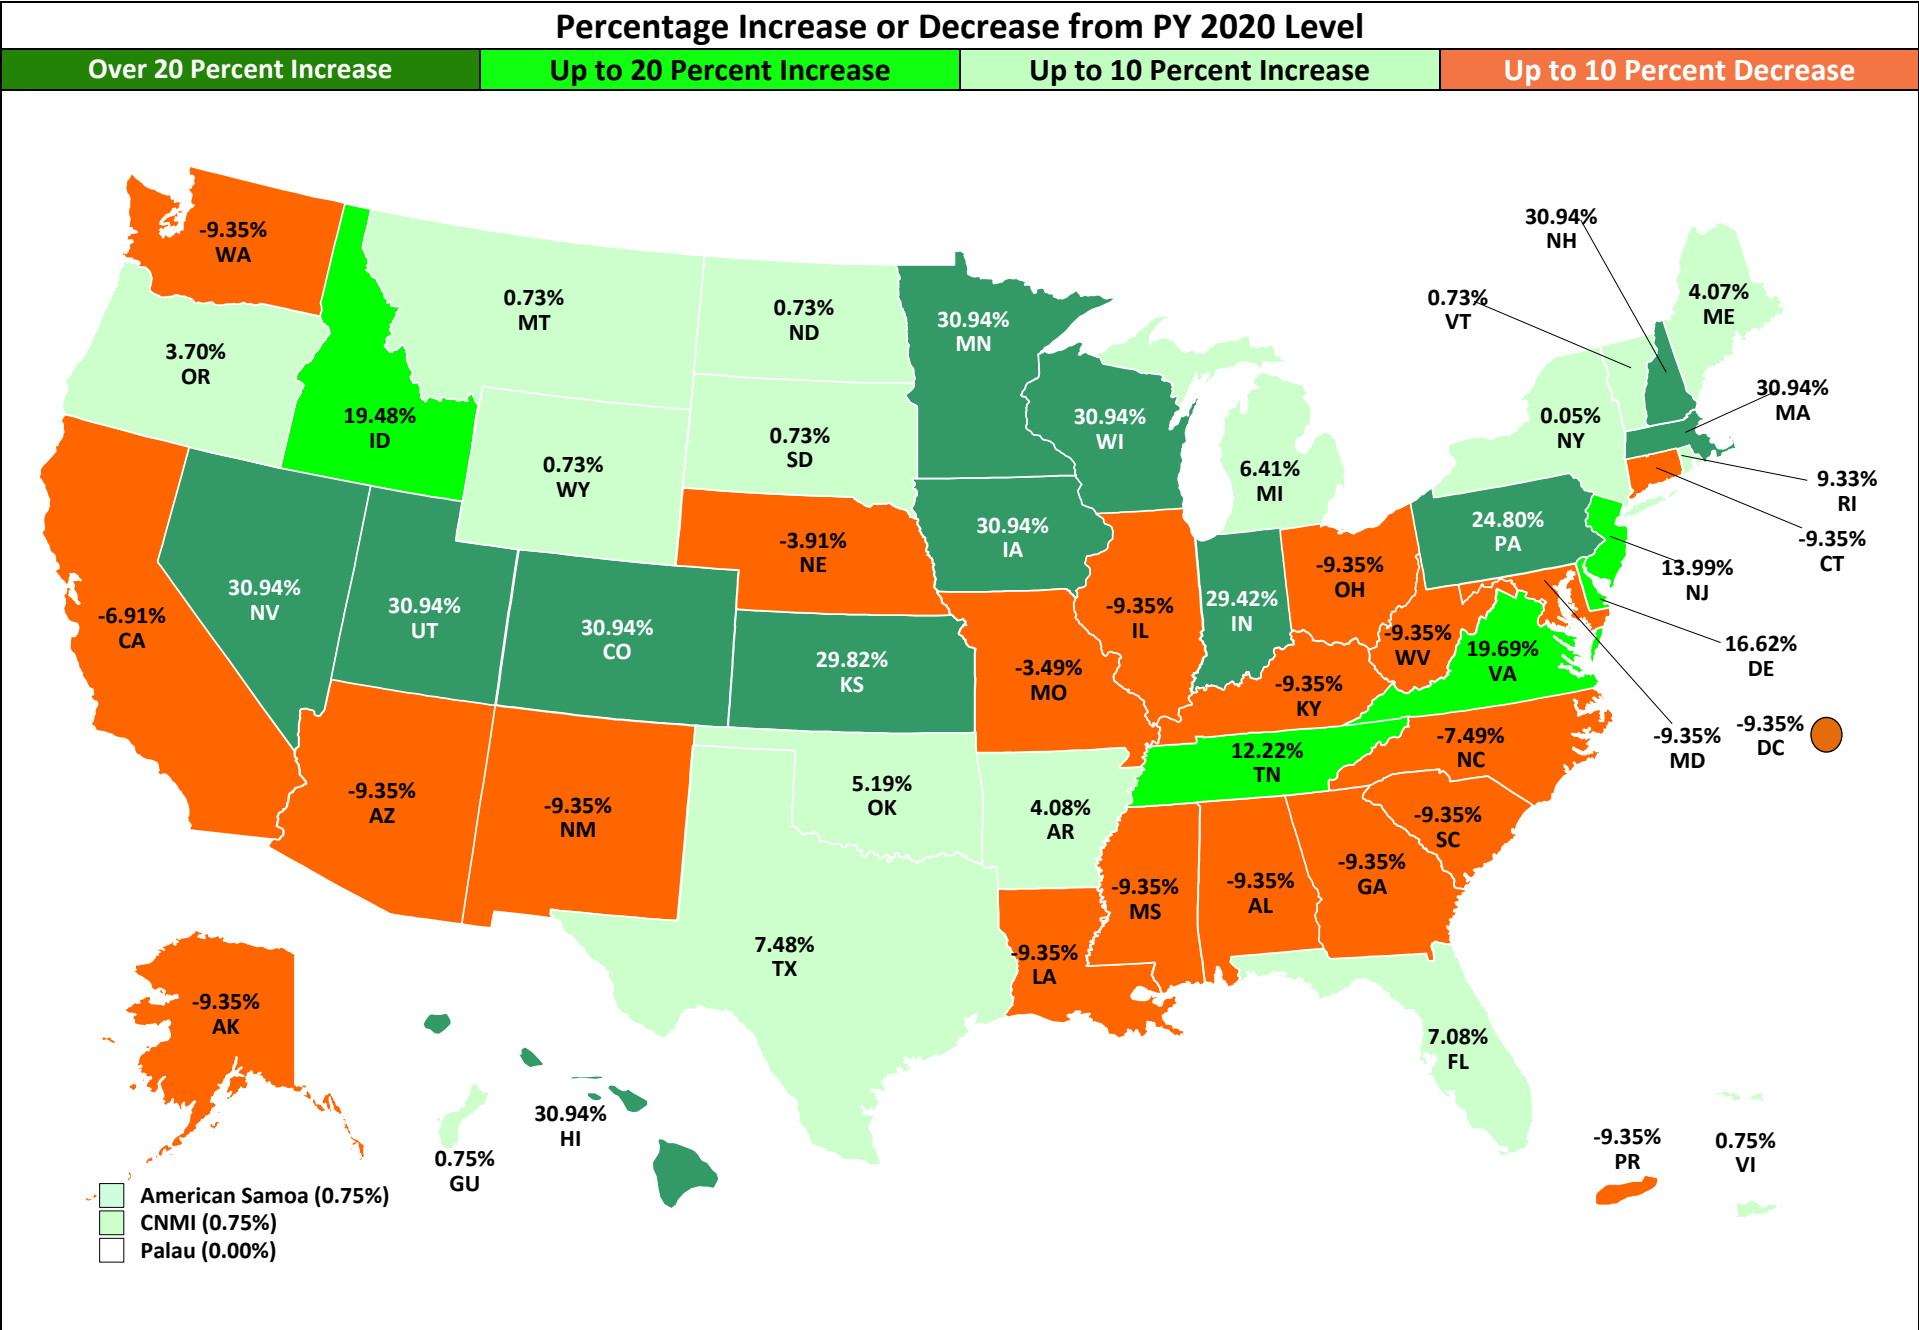 Percentage Increase or Decrease from PY 2020 Level
Over 20 Percent Increase
Up to 20 Percent Increase
Up to 10 Percent Increase
Up to 10 Percent Decrease
-9.35%
WA
3.70%
OR
19.48%
ID
0.73%
MT
0.73%
ND
0.73%
SD
0.73%
WY
30.94%
MN
30.94%
WI
6.41%
MI
30.94%
NH
0.73%
VT
4.07%
ME
0.05%
NY
30.94%
MA
9.33%
RI
-9.35%
CT
13.99%
NJ
16.62%
DE
-9.35%
MD
-9.35%
DC
-6.91%
CA
30.94%
NV
30.94%
UT
30.94%
CO
-3.91%
NE
29.82%
KS
30.94%
IA
-3.49%
MO
-9.35%
IL
29.42%
IN
-9.35%
OH
24.80%
PA
-9.35%
WV
19.69%
VA
-9.35%
KY
12.22%
TN
-7.49%
NC
-9.35%
SC
-9.35%
AZ
-9.35%
NM
5.19%
OK
4.08%
AR
7.48%
TX
-9.35%
LA
-9.35%
MS
-9.35%
AL
-9.35%
GA
7.08%
FL
-9.35%
AK
0.75%
GU
30.94%
HI
-9.35%
PR
0.75%
VI
American Samoa (0.75%)
CNMI (0.75%)
Palau (0.00%)